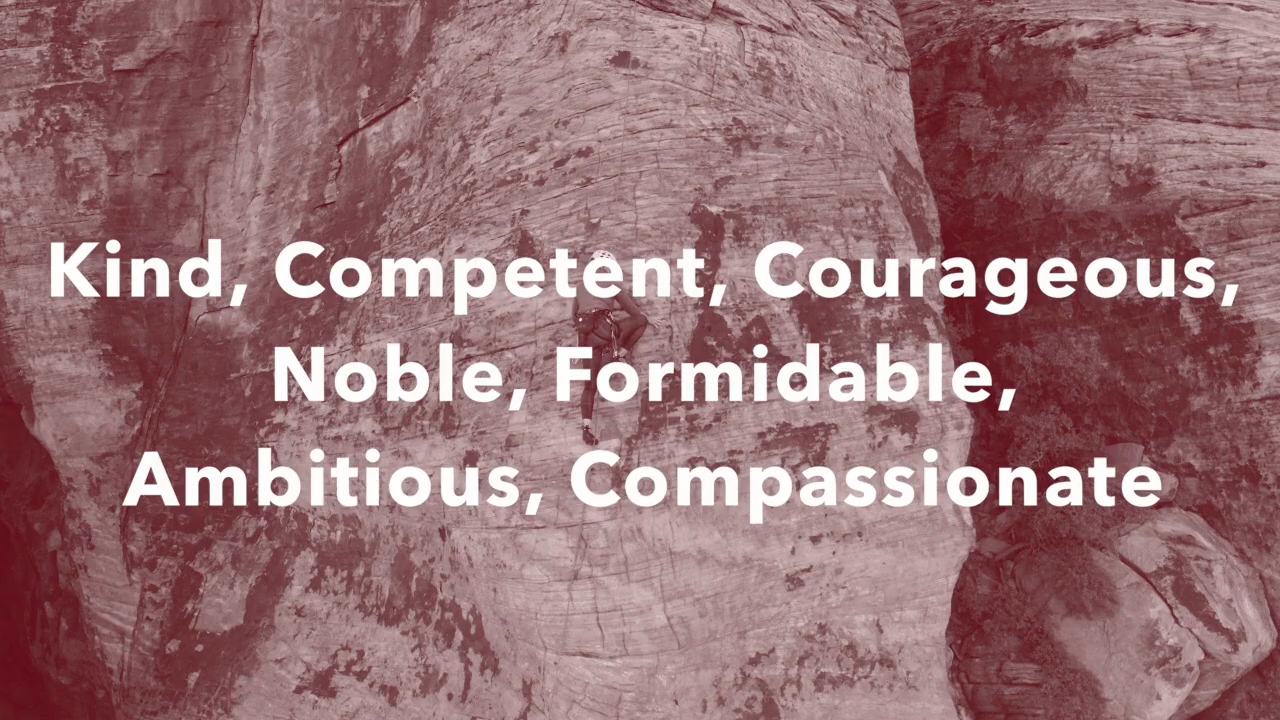 Kind, Competent, Courageous,
Noble, Formidable,
Ambitious, Compassionate